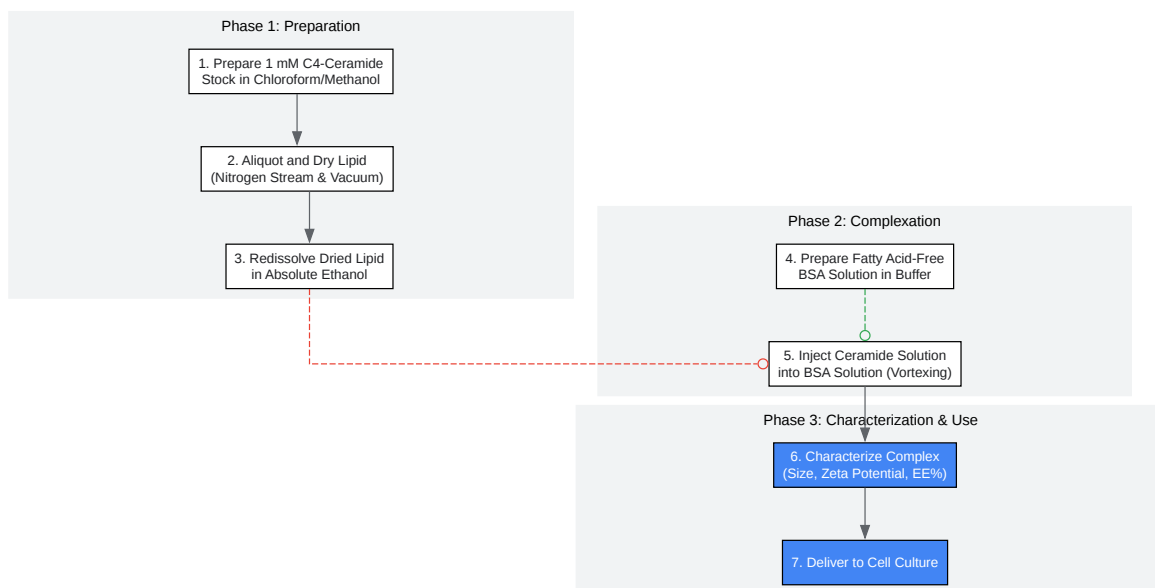 Phase 1: Preparation
1. Prepare 1 mM C4-Ceramide
Stock in Chloroform/Methanol
2. Aliquot and Dry Lipid
(Nitrogen Stream & Vacuum)
3. Redissolve Dried Lipid
in Absolute Ethanol
Phase 2: Complexation
4. Prepare Fatty Acid-Free
BSA Solution in Buffer
5. Inject Ceramide Solution
into BSA Solution (Vortexing)
Phase 3: Characterization & Use
6. Characterize Complex
(Size, Zeta Potential, EE%)
7. Deliver to Cell Culture